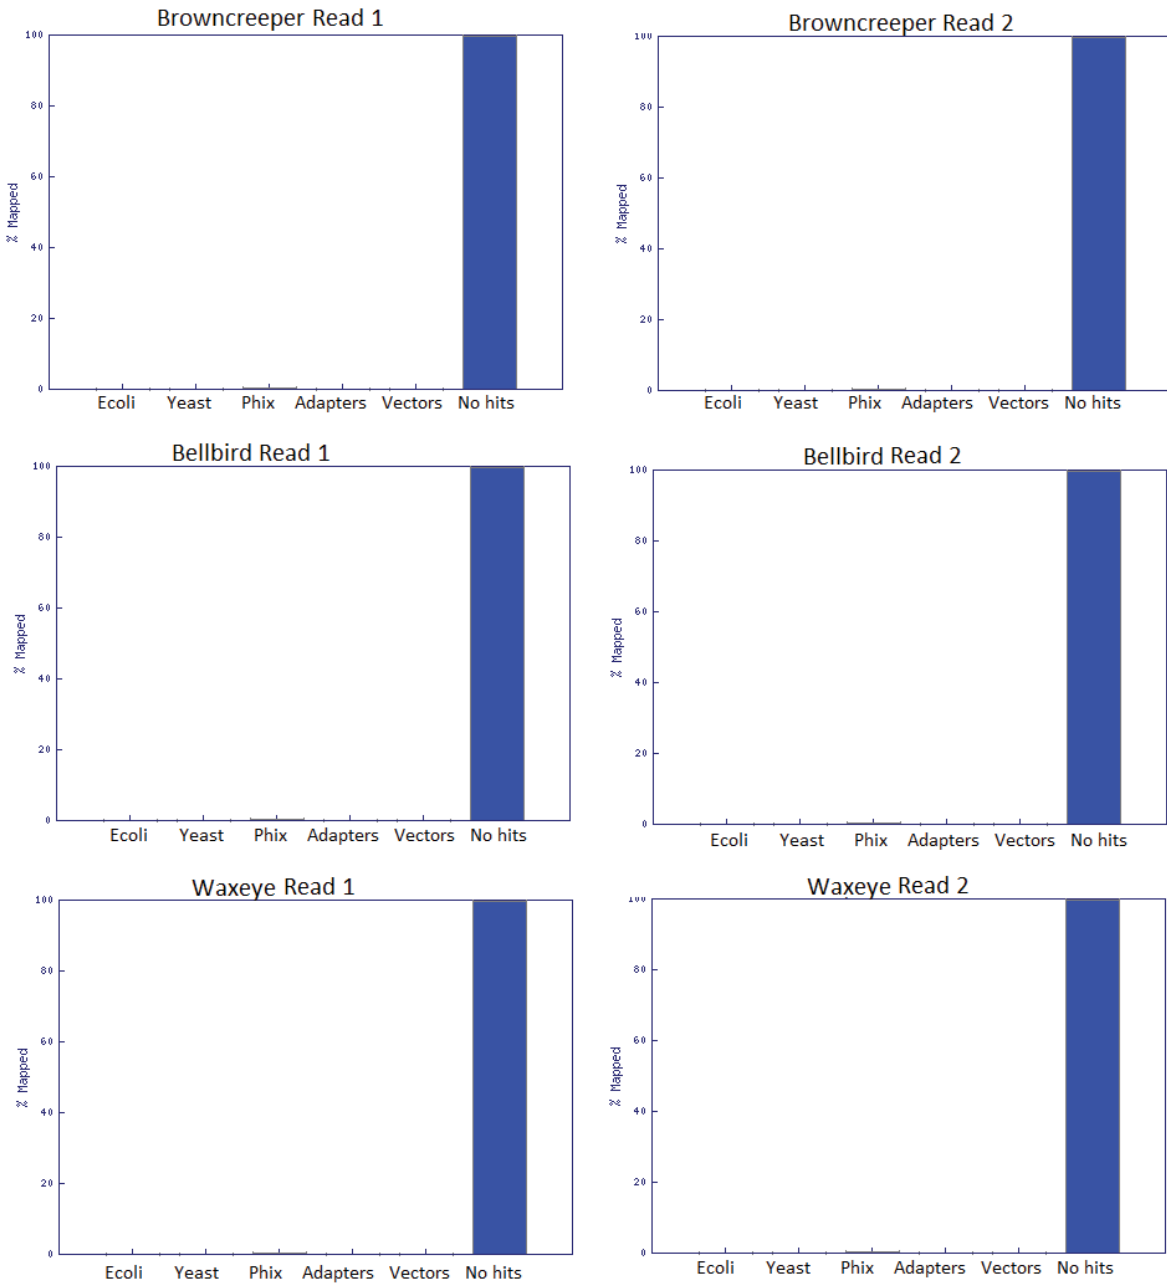 Browncreeper Read 1
100
80
60
40
20
0
% Mapped
Ecoli Yeast Phix Adapters Vectors No hits
Browncreeper Read 2
100
80
60
40
20
0
% Mapped
Ecoli Yeast Phix Adapters Vectors No hits
Bellbird Read 1
100
80
60
40
20
0
% Mapped
Ecoli Yeast Phix Adapters Vectors No hits
Bellbird Read 2
100
80
60
40
20
0
% Mapped
Ecoli Yeast Phix Adapters Vectors No hits
Waxeye Read 1
100
80
60
40
20
0
% Mapped
Ecoli Yeast Phix Adapters Vectors No hits
Waxeye Read 2
100
80
60
40
20
0
% Mapped
Ecoli Yeast Phix Adapters Vectors No hits